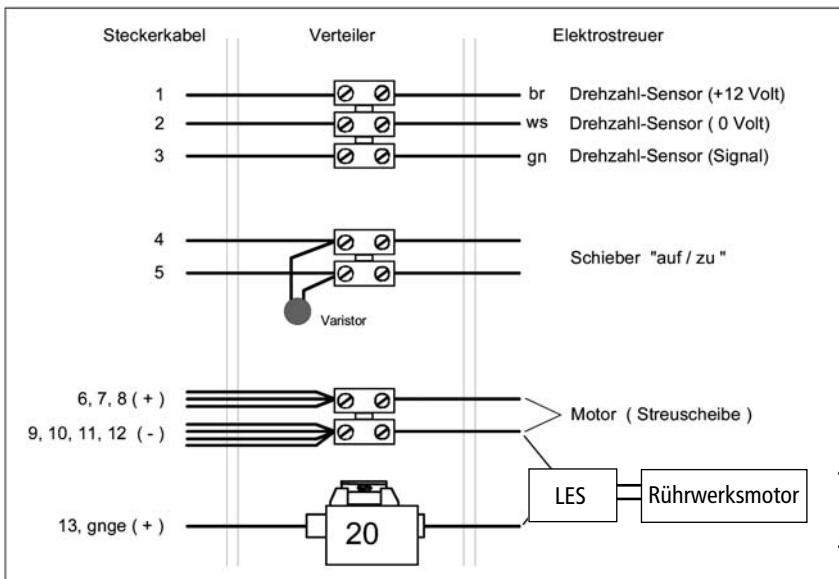 Steckerkabel Verteiler Elektrostreuer
1 br Drehzahl-Sensor (+12 Volt)
2 ws Drehzahl-Sensor ( 0 Volt)
3 gn Drehzahl-Sensor (Signal)
4
5
Schieber "auf / zu "
Varistor
6, 7, 8 ( + )
Motor ( Streuscheibe )
9, 10, 11, 12 ( - )
LES Rührwerksmotor
13, gnge ( + ) 20